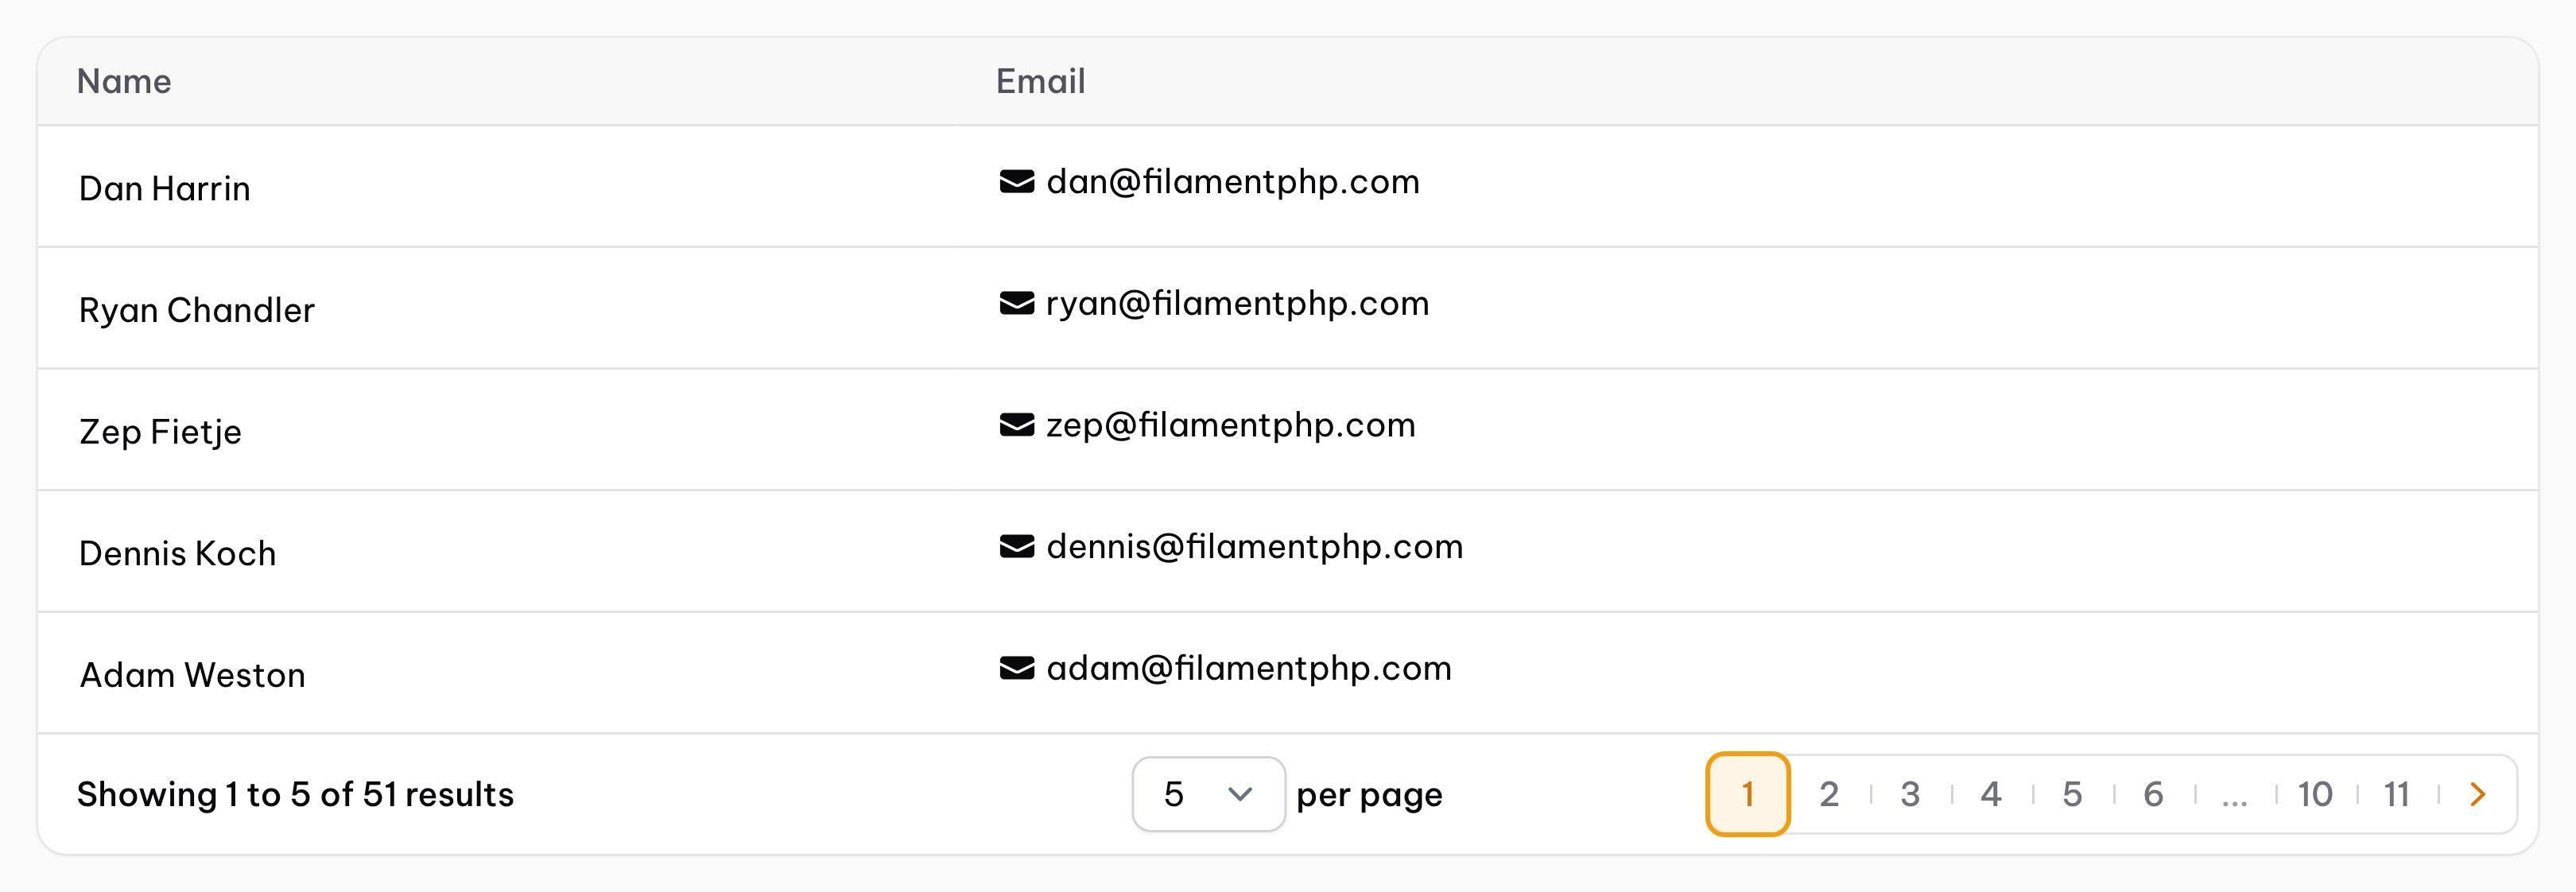 Name Email
Dan Harrin dan@filamentphp.com
Ryan Chandler ryan@filamentphp.com
Zep Fietje zep@filamentphp.com
Dennis Koch dennis@filamentphp.com
Adam Weston adam@filamentphp.com
Showing 1 to 5 of 51 results 5 per page 1 2 3 4 5 6 ... 10 11